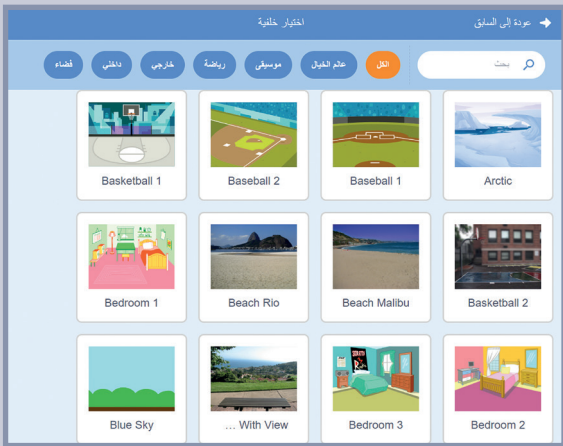 عودة إلى السابق
اختيار خلفية
بحث
الكل
عالم الخيال
موسيقى
رياضة
خارجي
داخلي
فضاء
Arctic
Baseball 1
Baseball 2
Basketball 1
Basketball 2
Beach Malibu
Beach Rio
Bedroom 1
Bedroom 2
Bedroom 3
... With View
Blue Sky